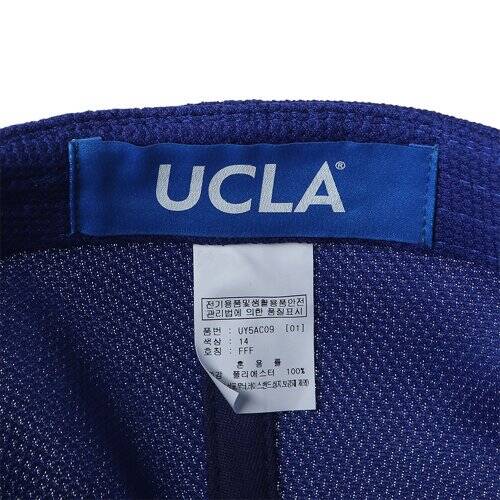 UCLA®
전기용품및생활용품안전
관리법에 의한 품질표시
품번 : UY5AC09 [01]
색상 : 14
호칭 : FFF
혼 용 률
폴리에스터 100%